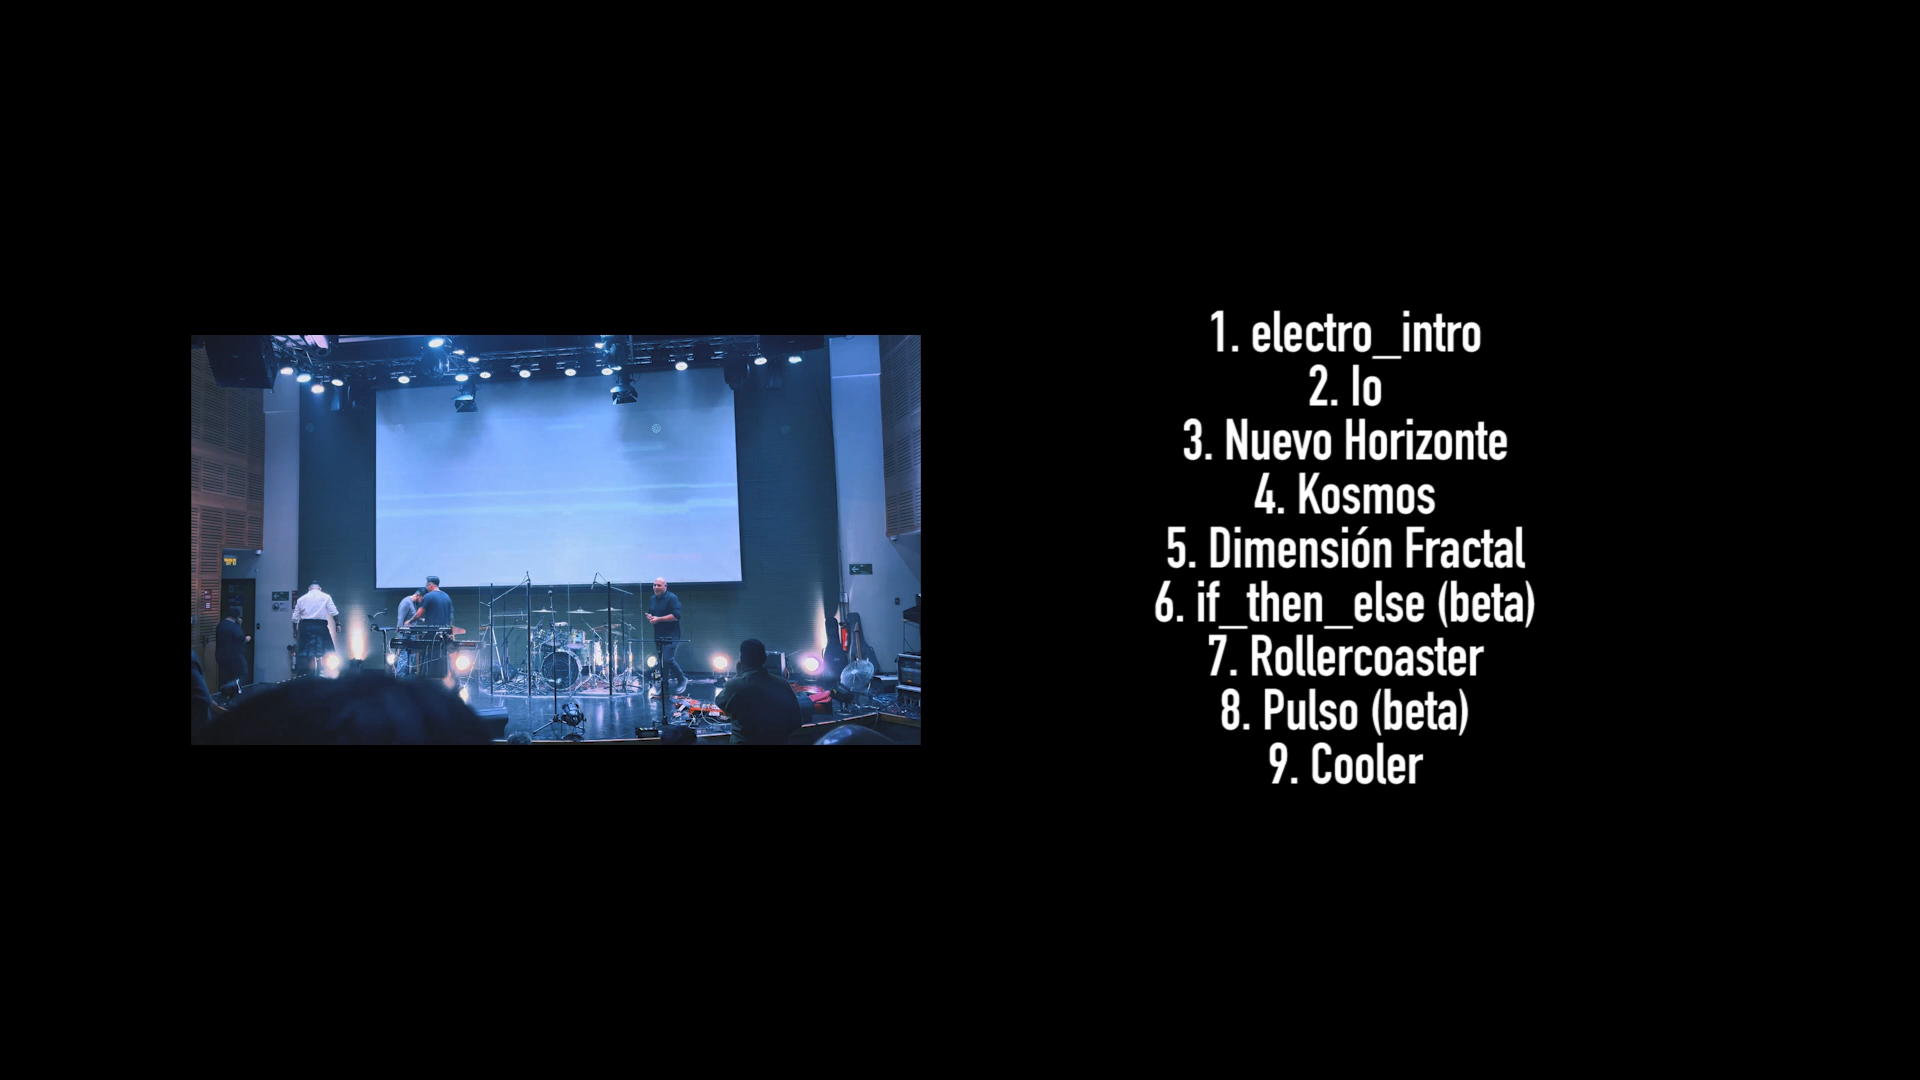 1. electro_intro
2. Io
3. Nuevo Horizonte
4. Kosmos
5. Dimensión Fractal
6. if_then_else (beta)
7. Rollercoaster
8. Pulso (beta)
9. Cooler